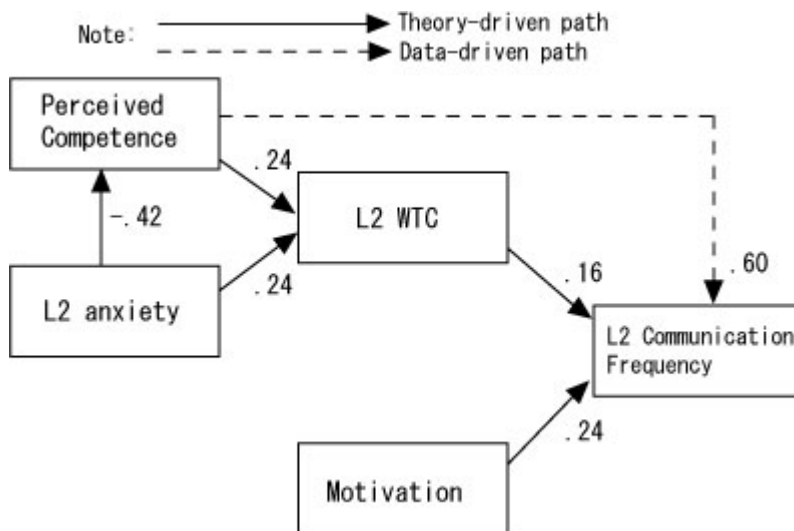 Note:
Theory-driven path
Data-driven path
Perceived
Competence
.24
L2 WTC
-.42
.24
L2 anxiety
.16
.60
L2 Communication
Frequency
.24
Motivation